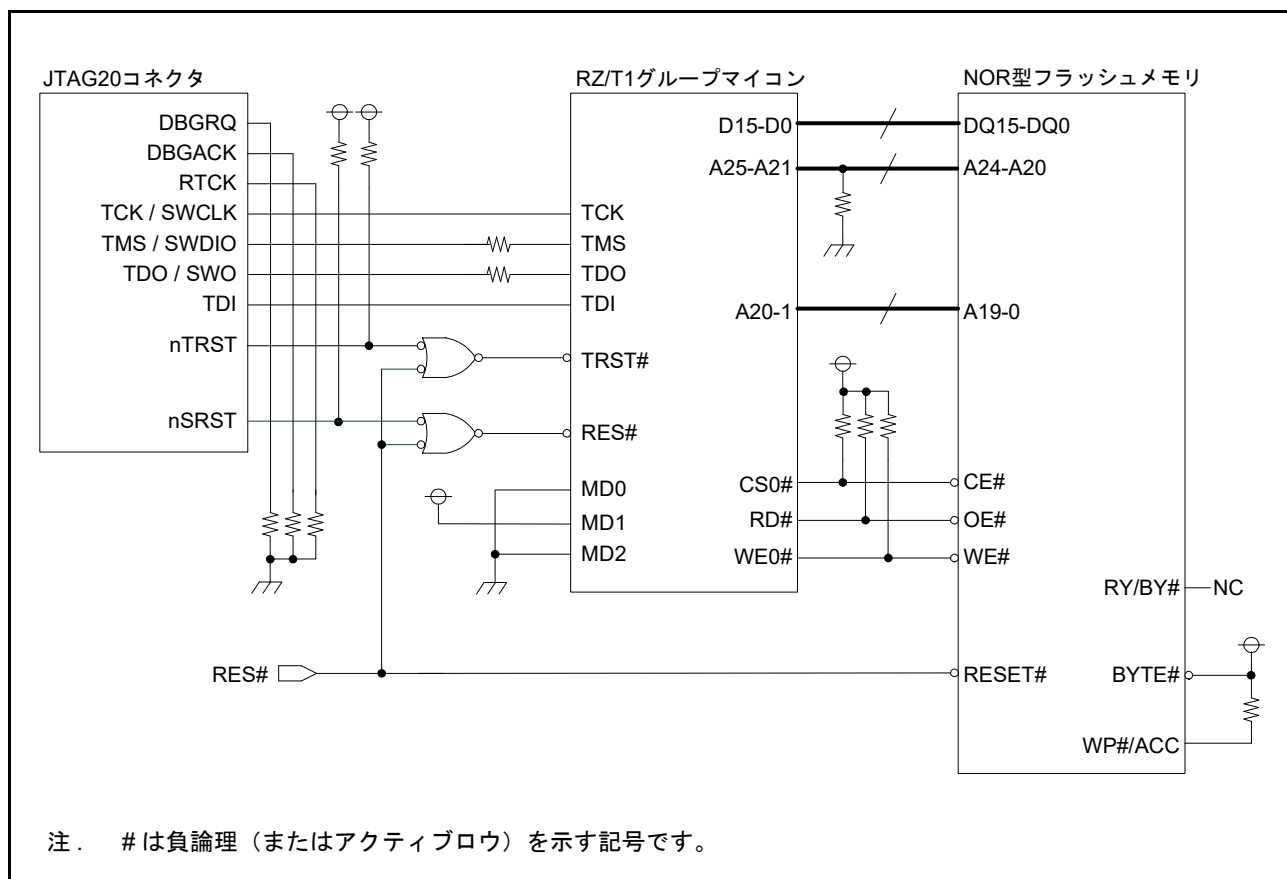 JTAG20コネクタ
DBGRQ
DBGACK
RTCK
TCK / SWCLK
TMS / SWDIO
TDO / SWO
TDI
nTRST
nSRST
RZ/T1グループマイコン
TCK
TMS
TDO
TDI
TRST#
RES#
MD0
MD1
MD2
D15-D0
A25-A21
A20-1
CS0#
RD#
WE0#
NOR型フラッシュメモリ
DQ15-DQ0
A24-A20
A19-0
CE#
OE#
WE#
RESET#
RY/BY#
NC
BYTE#
WP#/ACC
RES#
注． # は負論理（またはアクティブロウ）を示す記号です。